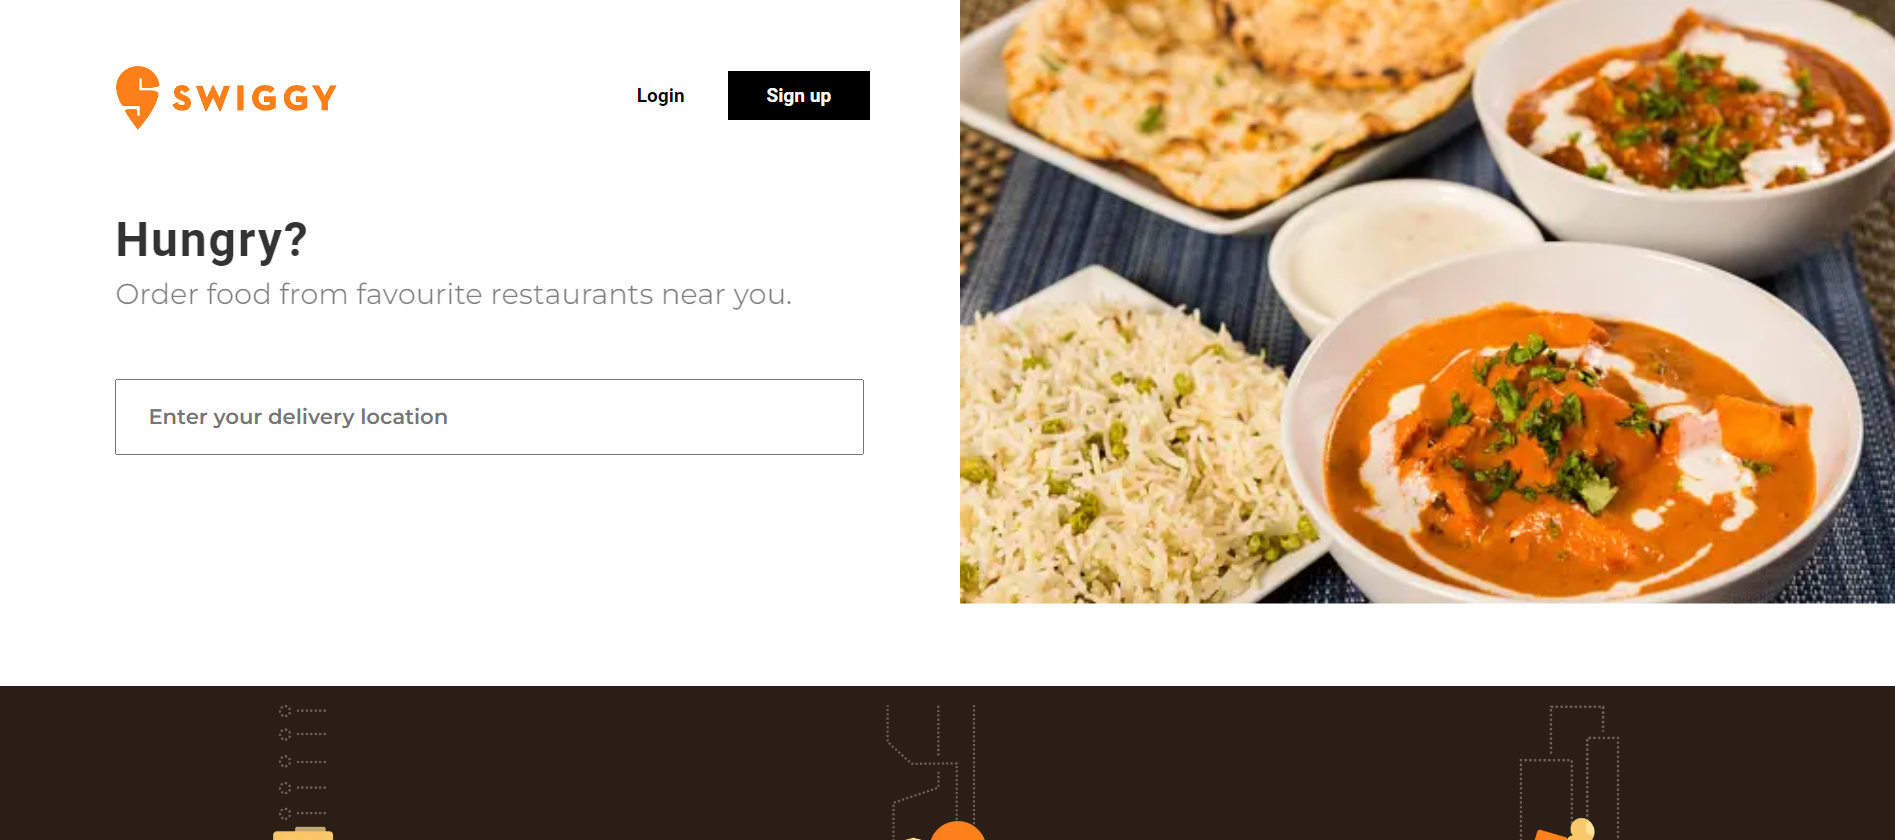 SWIGGY
Login
Sign up
Hungry?
Order food from favourite restaurants near you.
Enter your delivery location